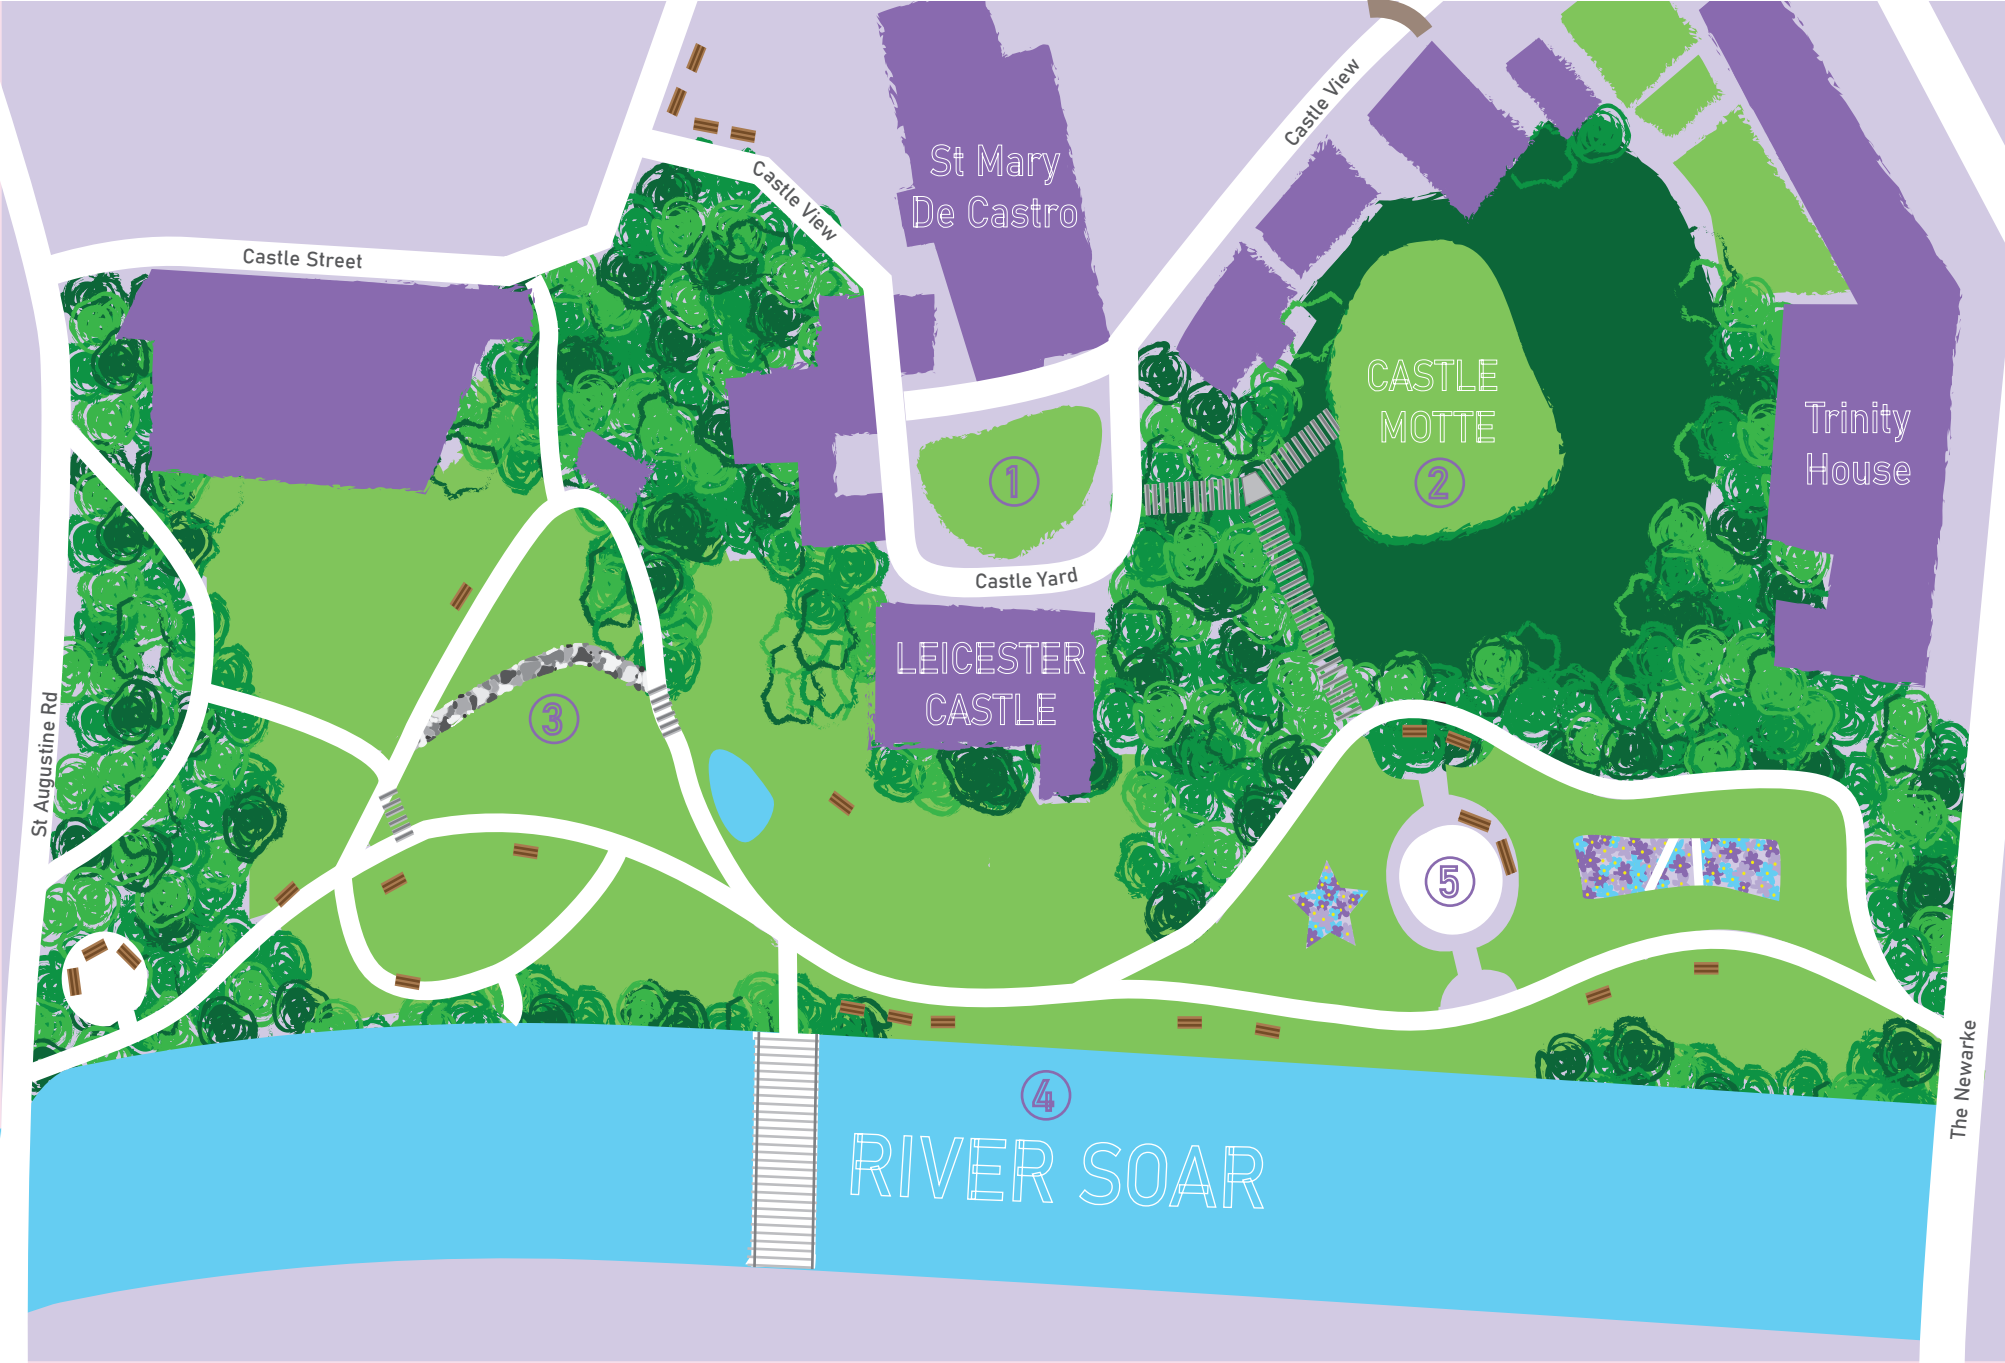 Castle View
Castle View
St Mary
De Castro
Castle Street
CASTLE
MOTTE
2
Trinity
House
1
Castle Yard
LEICESTER
CASTLE
3
St Augustine Rd
5
The Newarke
4
RIVER SOAR